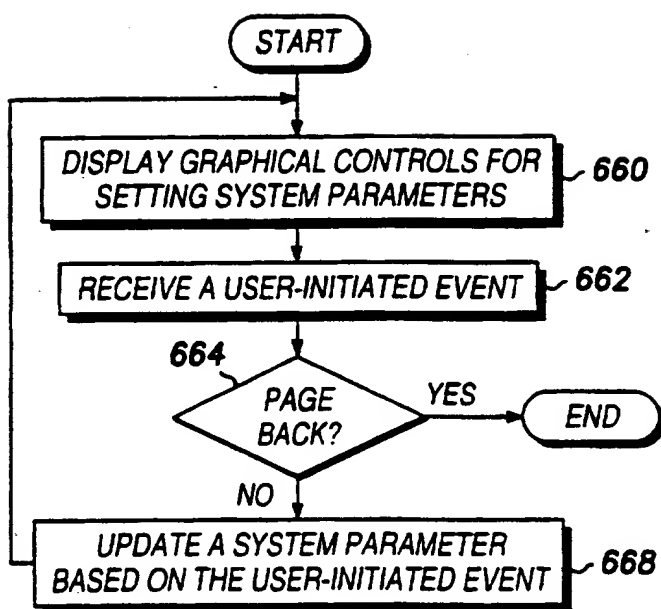 START
DISPLAY GRAPHICAL CONTROLS FOR
SETTING SYSTEM PARAMETERS
660
RECEIVE A USER-INITIATED EVENT
662
664
PAGE
BACK?
YES
END
NO
UPDATE A SYSTEM PARAMETER
BASED ON THE USER-INITIATED EVENT
668